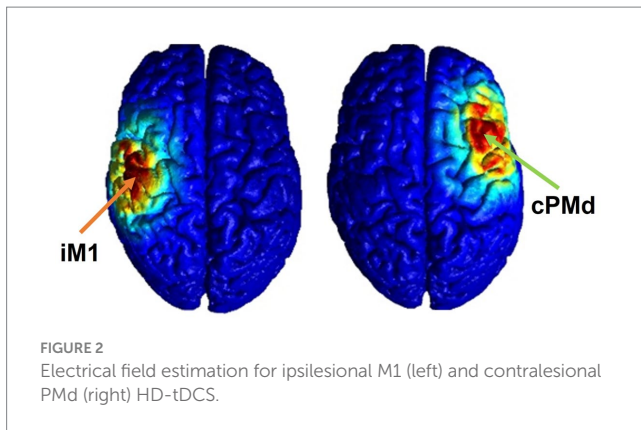 iM1
cPMd
FIGURE 2
Electrical field estimation for ipsilesional M1 (left) and contralesional
PMd (right) HD-tDCS.